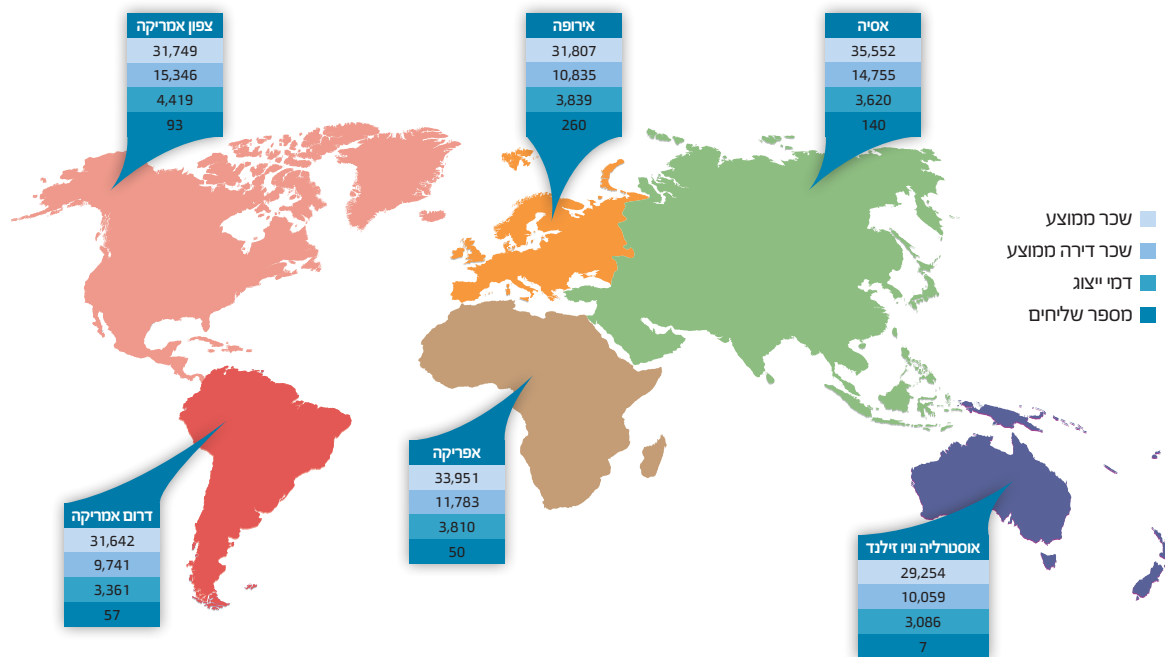 צפון אמריקה
31,749
15,346
4,419
93
אירופה
31,807
10,835
3,839
260
אסיה
35,552
14,755
3,620
140
שכר ממוצע
שכר דירה ממוצע
דמי ייצוג
מספר שליחים
דרום אמריקה
31,642
9,741
3,361
57
אפריקה
33,951
11,783
3,810
50
אוסטרליה וניו זילנד
29,254
10,059
3,086
7